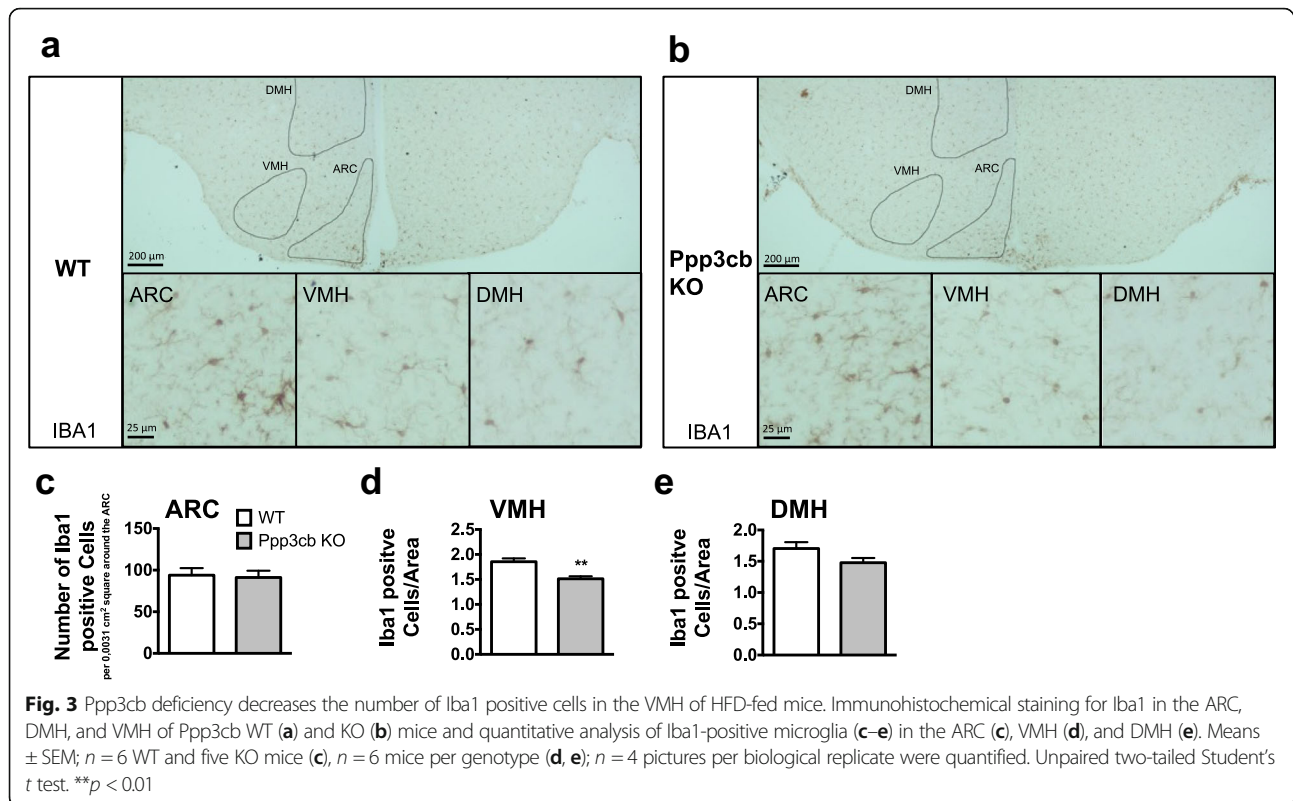 a
b
DMH
VMH
ARC
200 µm
WT
ARC
VMH
DMH
25 µm
IBA1
DMH
VMH
ARC
200 µm
Ppp3cb
KO
ARC
VMH
DMH
25 µm
IBA1
c
ARC
Number of Iba1
positive Cells
per 0,0031 cm² square around the ARC
150
100
50
0
WT
Ppp3cb KO
d
VMH
Iba1 positve
Cells/Area
2.5
2.0
1.5
1.0
0.5
0.0
**
e
DMH
Iba1 positve
Cells/Area
2.0
1.5
1.0
0.5
0.0
Fig. 3 Ppp3cb deficiency decreases the number of Iba1 positive cells in the VMH of HFD-fed mice. Immunohistochemical staining for Iba1 in the ARC,
DMH, and VMH of Ppp3cb WT (a) and KO (b) mice and quantitative analysis of Iba1-positive microglia (c–e) in the ARC (c), VMH (d), and DMH (e). Means
± SEM; n = 6 WT and five KO mice (c), n = 6 mice per genotype (d, e); n = 4 pictures per biological replicate were quantified. Unpaired two-tailed Student's
t test. **p < 0.01